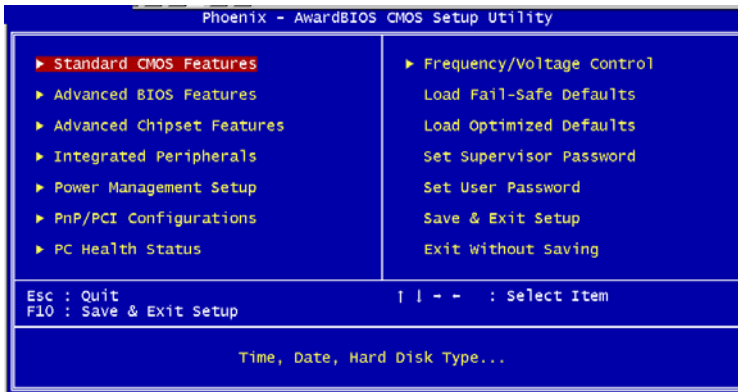 Phoenix - AwardBIOS CMOS Setup Utility
▶ Standard CMOS Features
▶ Advanced BIOS Features
▶ Advanced Chipset Features
▶ Integrated Peripherals
▶ Power Management Setup
▶ PnP/PCI Configurations
▶ PC Health Status
▶ Frequency/Voltage Control
Load Fail-Safe Defaults
Load Optimized Defaults
Set Supervisor Password
Set User Password
Save & Exit Setup
Exit Without Saving
Esc : Quit
F10 : Save & Exit Setup
↑ ↓ → ← : Select Item
Time, Date, Hard Disk Type...